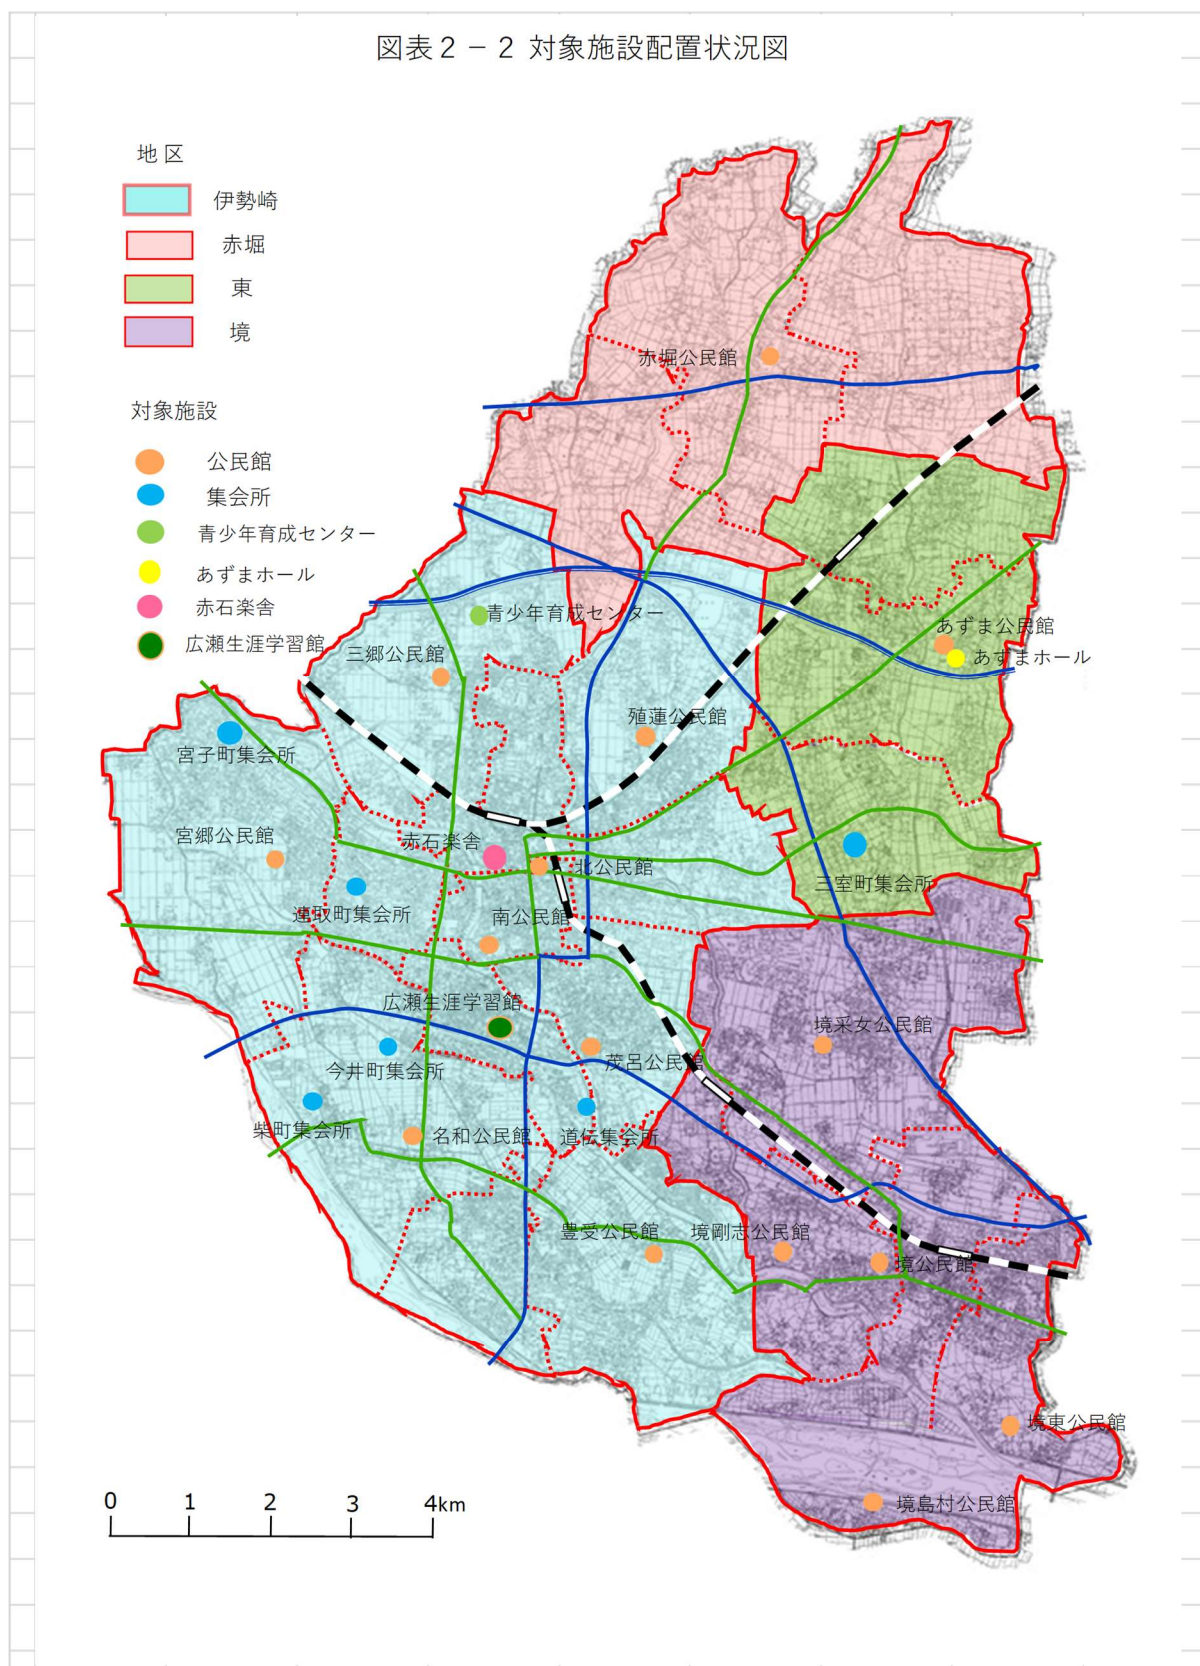 図表２－２ 対象施設配置状況図
地区
伊勢崎
赤堀
東
境
対象施設
公民館
集会所
青少年育成センター
あずまホール
赤石楽舎
広瀬生涯学習館
赤堀公民館
青少年育成センター
あずま公民館
三郷公民館
あずまホール
殖蓮公民館
宮子町集会所
宮郷公民館
赤石楽舎
北公民館
三室町集会所
連取町集会所
南公民館
広瀬生涯学習館
境采女公民館
今井町集会所
茂呂公民館
柴町集会所
名和公民館
道伝集会所
豊受公民館
境剛志公民館
境公民館
境東公民館
境島村公民館
0 1 2 3 4km